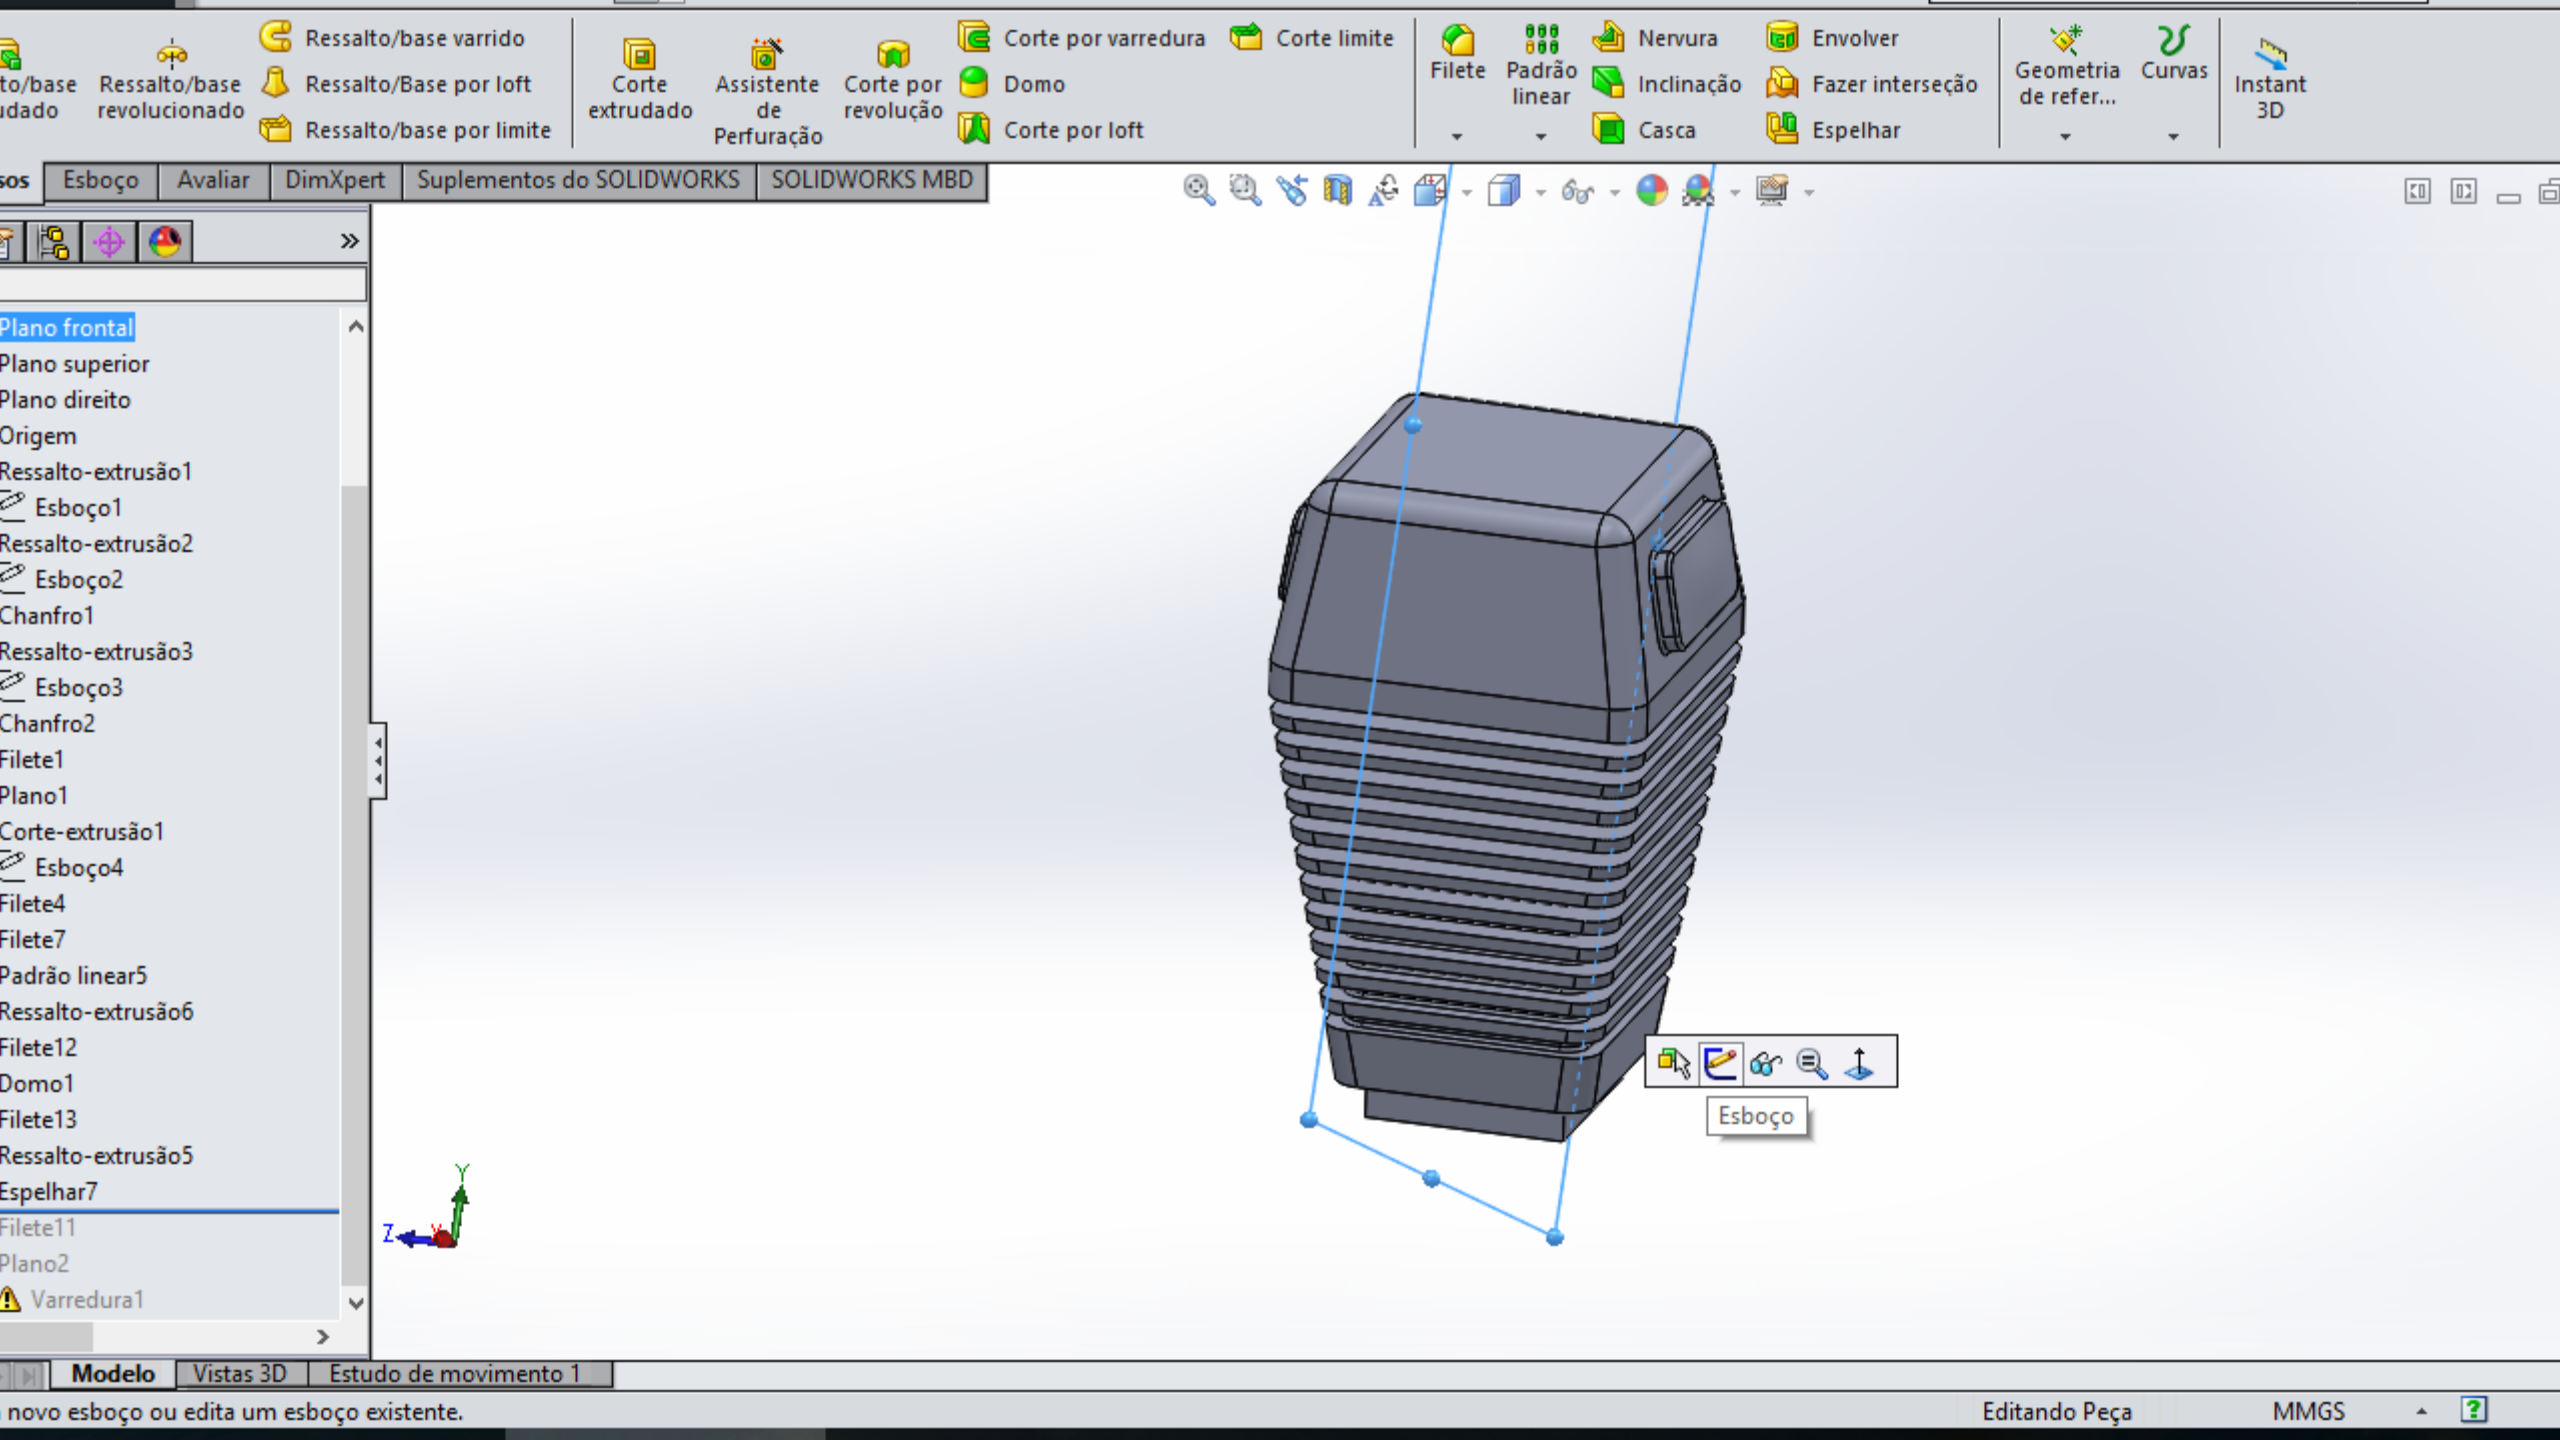 to/base
udado
Ressalto/base
revolucionado
Ressalto/base varrido
Ressalto/Base por loft
Ressalto/base por limite
Corte
extrudado
Assistente
de
Perfuração
Corte por
revolução
Corte por varredura
Domo
Corte por loft
Corte limite
Filete
Padrão
linear
Nervura
Inclinação
Casca
Envolver
Fazer interseção
Espelhar
Geometria
de refer...
Curvas
Instant
3D
sos
Esboço
Avaliar
DimXpert
Suplementos do SOLIDWORKS
SOLIDWORKS MBD
Plano frontal
Plano superior
Plano direito
Origem
Ressalto-extrusão1
Esboço1
Ressalto-extrusão2
Esboço2
Chanfro1
Ressalto-extrusão3
Esboço3
Chanfro2
Filete1
Plano1
Corte-extrusão1
Esboço4
Filete4
Filete7
Padrão linear5
Ressalto-extrusão6
Filete12
Domo1
Filete13
Ressalto-extrusão5
Espelhar7
Filete11
Plano2
Varredura1
Esboço
Y
Z
Modelo
Vistas 3D
Estudo de movimento 1
novo esboço ou edita um esboço existente.
Editando Peça
MMGS